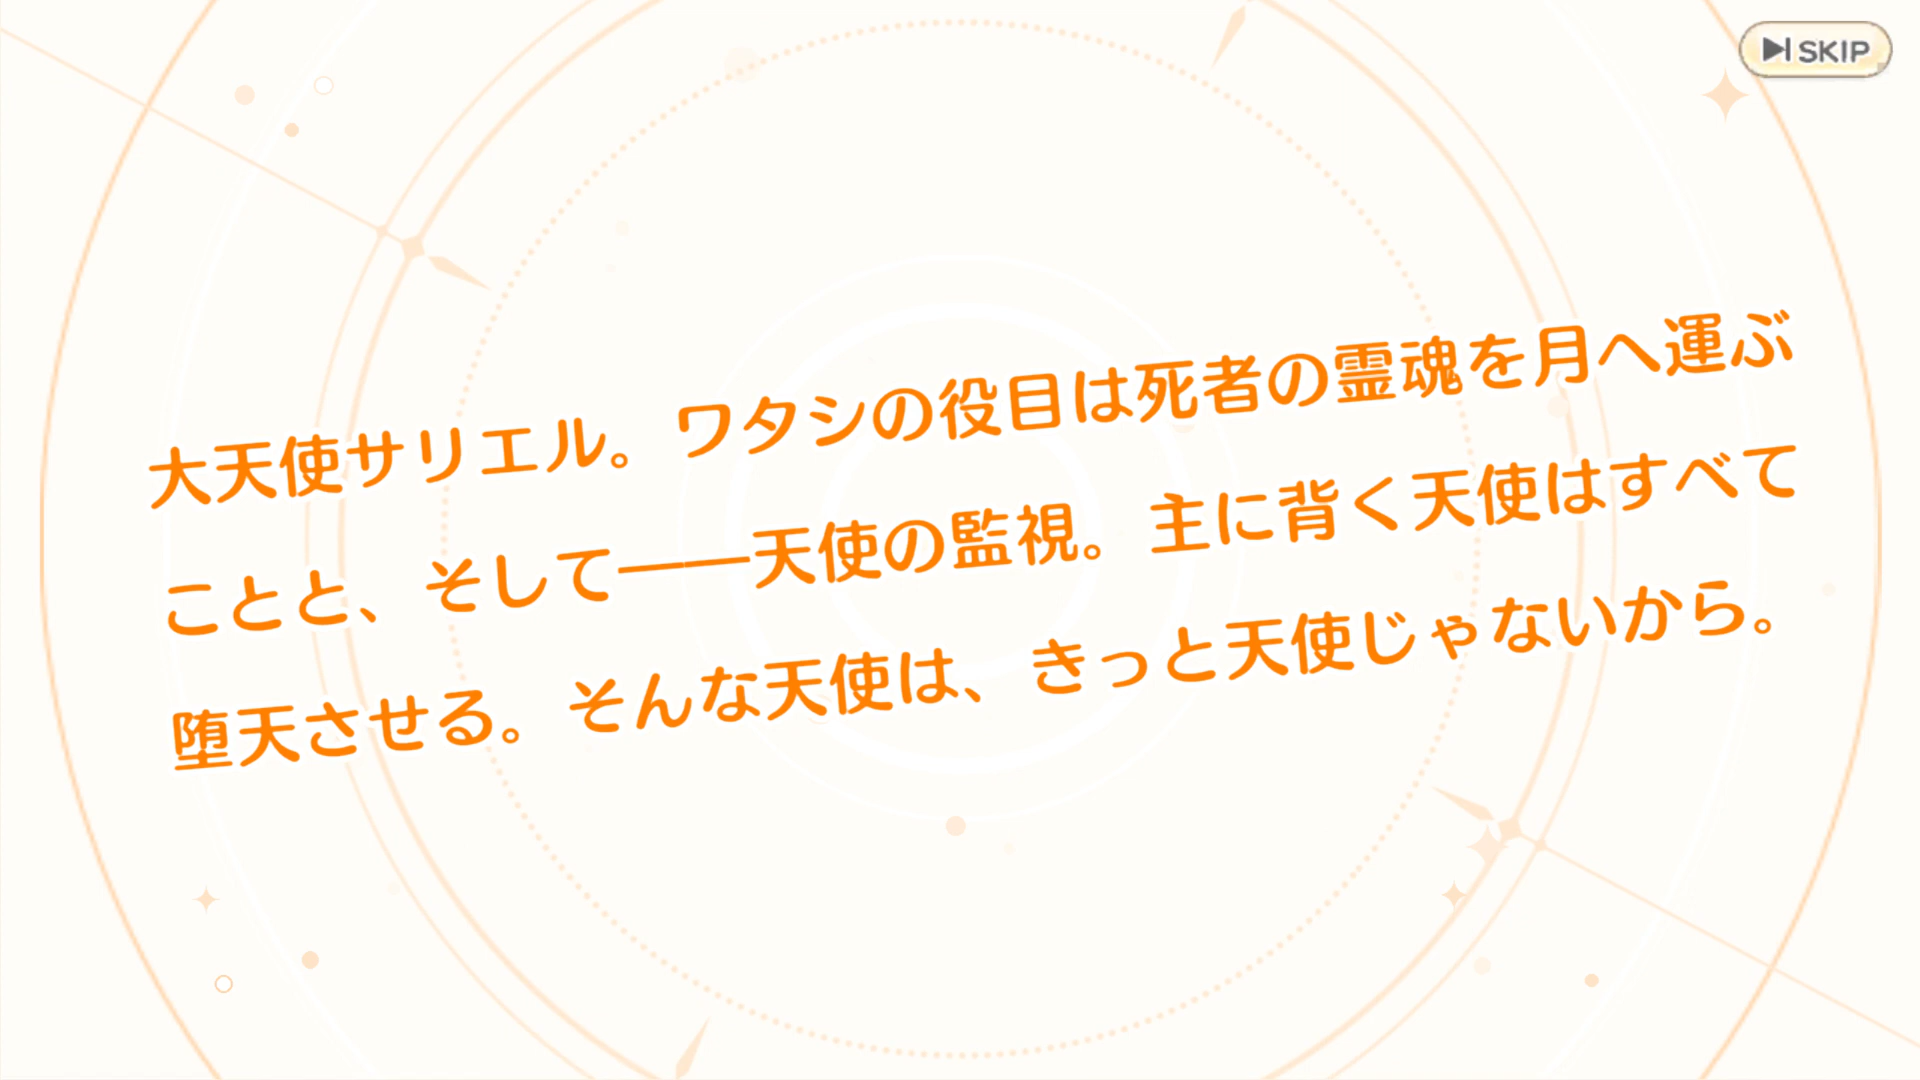 SKIP
大天使サリエル。ワタシの役目は死者の霊魂を月へ運ぶ
ことと、そして――天使の監視。主に背く天使はすべて
堕天させる。そんな天使は、きっと天使じゃないから。